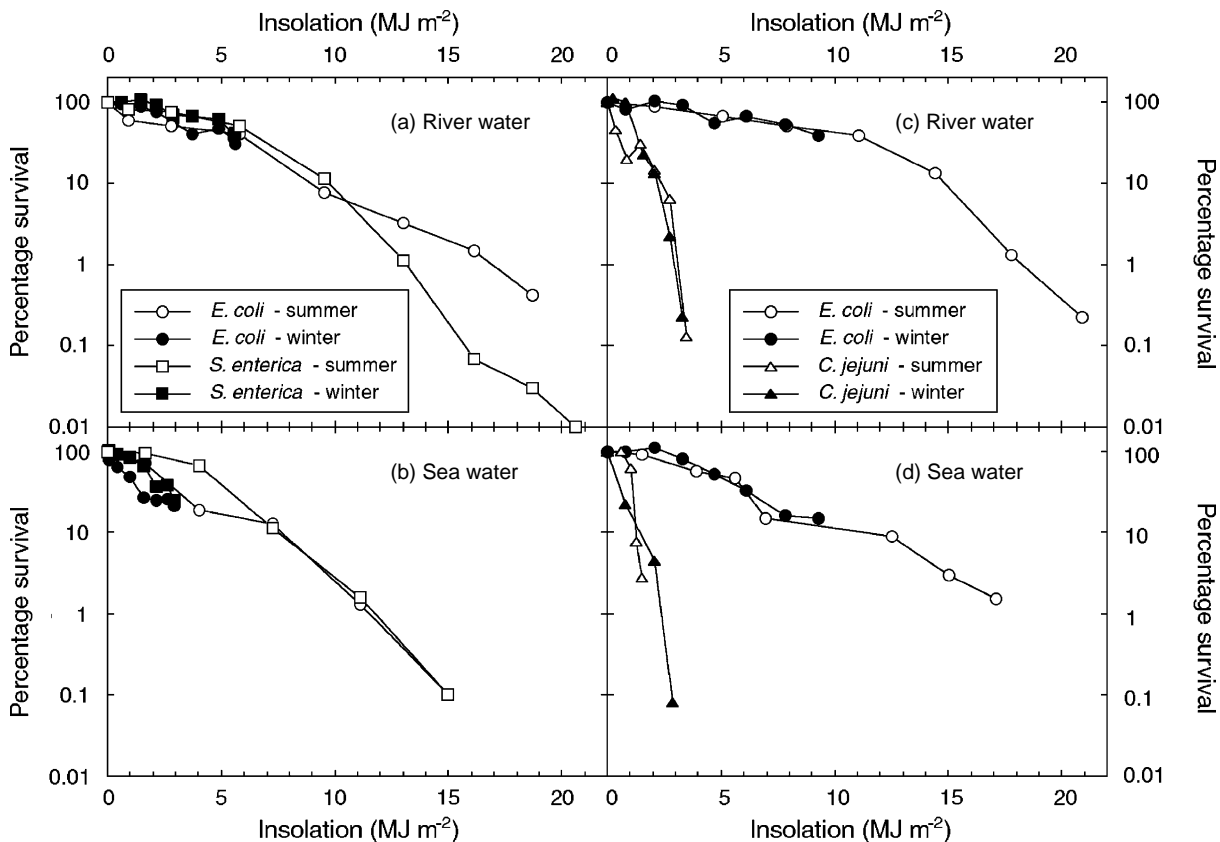 Insolation (MJ m-2)
Insolation (MJ m-2)
0 5 10 15 20
0 5 10 15 20
100
10
1
0.1
0.01
Percentage survival
(a) River water
E. coli - summer
E. coli - winter
S. enterica - summer
S. enterica - winter
(c) River water
E. coli - summer
E. coli - winter
C. jejuni - summer
C. jejuni - winter
100
10
1
0.1
0.01
Percentage survival
100
10
1
0.1
0.01
Percentage survival
(b) Sea water
(d) Sea water
100
10
1
0.1
0.01
Percentage survival
0 5 10 15 20
0 5 10 15 20
Insolation (MJ m-2)
Insolation (MJ m-2)